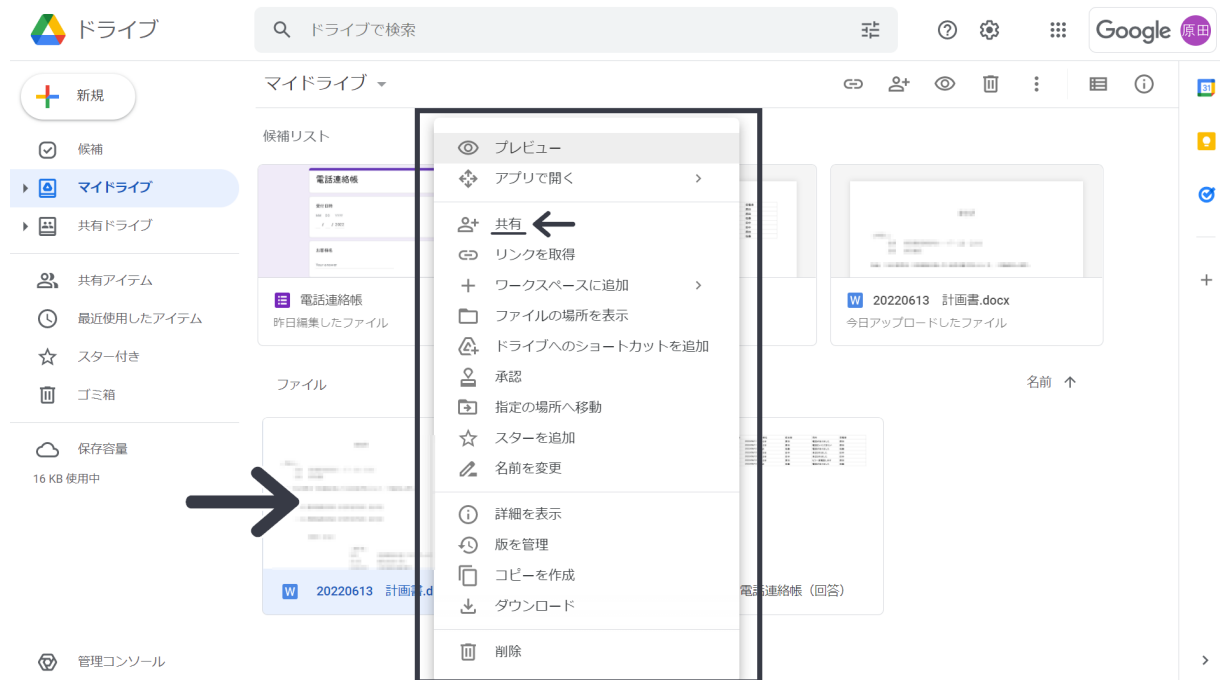 ドライブ
ドライブで検索
Google
原田
新規
マイドライブ
31
候補
マイドライブ
共有ドライブ
共有アイテム
最近使用したアイテム
スター付き
ゴミ箱
保存容量
16 KB 使用中
管理コンソール
候補リスト
電話連絡帳
電話連絡帳
昨日編集したファイル
W 20220613 計画書.docx
今日アップロードしたファイル
ファイル
名前
W 20220613 計画書.d
電話連絡帳（回答）
プレビュー
アプリで開く
共有
リンクを取得
ワークスペースに追加
ファイルの場所を表示
ドライブへのショートカットを追加
承認
指定の場所へ移動
スターを追加
名前を変更
詳細を表示
版を管理
コピーを作成
ダウンロード
削除